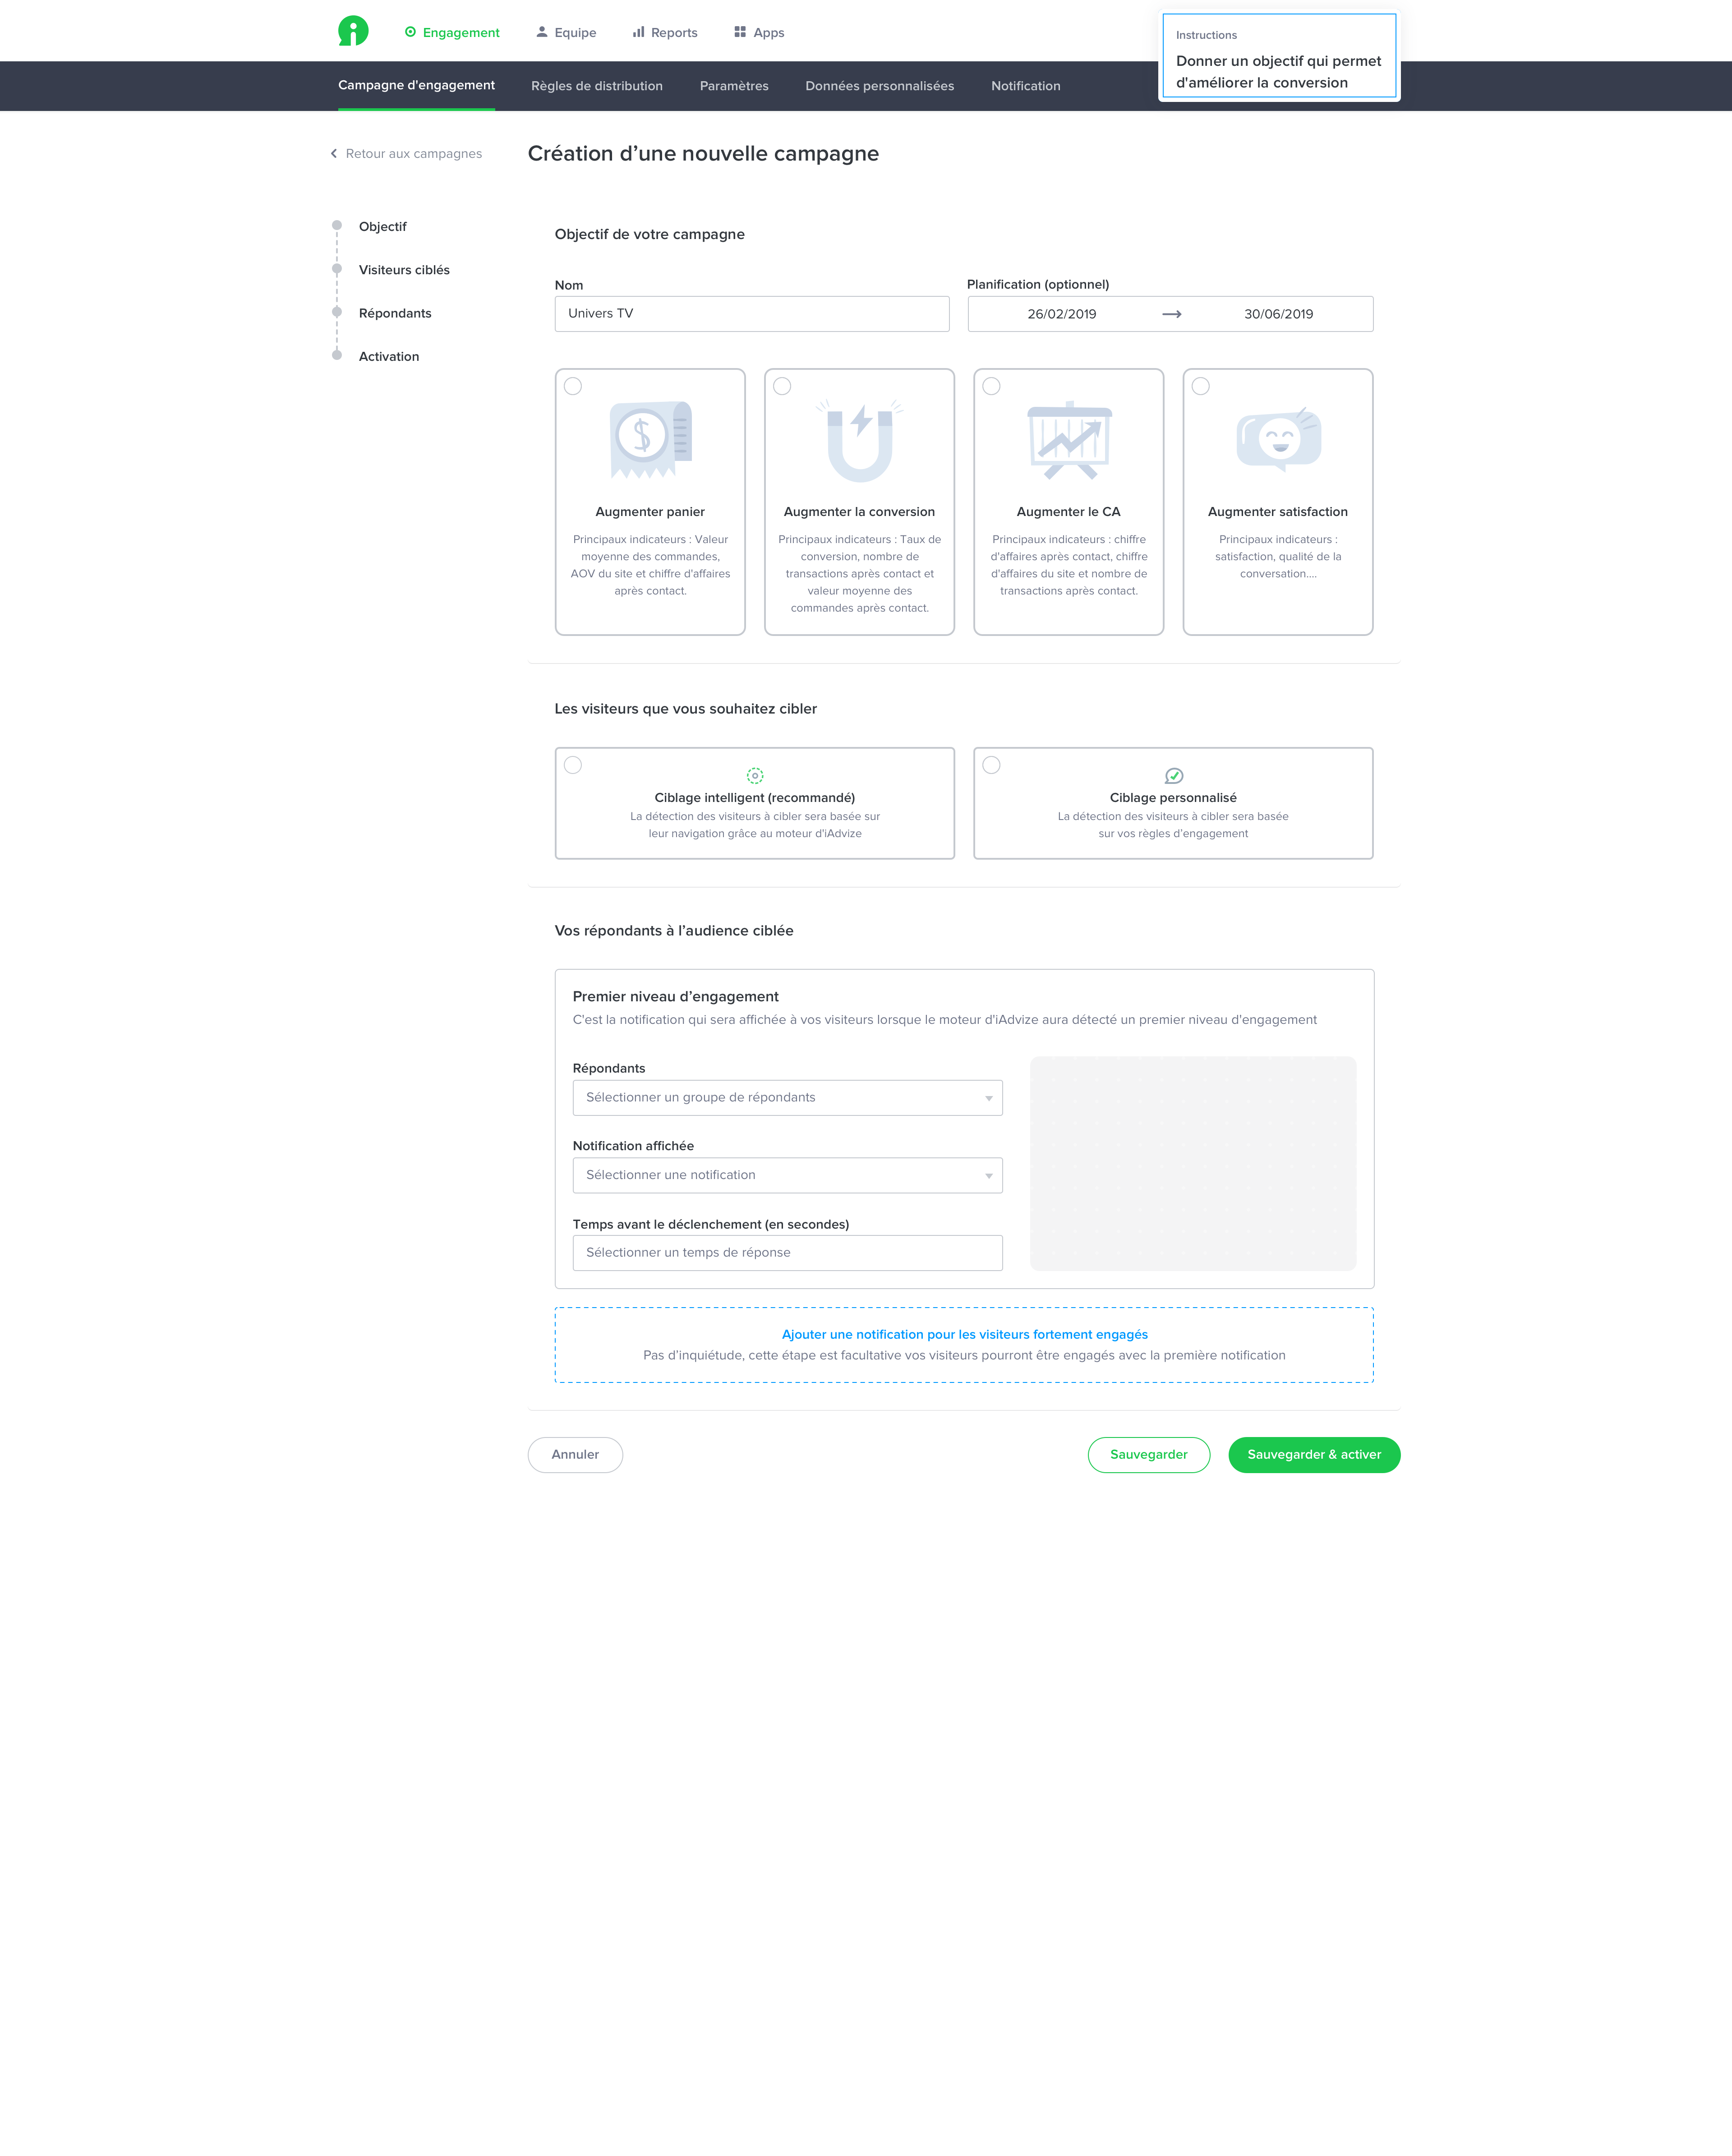 Engagement
Equipe
Reports
Apps
Instructions
Donner un objectif qui permet
d'améliorer la conversion
Campagne d'engagement
Règles de distribution
Paramètres
Données personnalisées
Notification
Retour aux campagnes
Création d’une nouvelle campagne
Objectif
Visiteurs ciblés
Répondants
Activation
Objectif de votre campagne
Nom
Univers TV
Planification (optionnel)
26/02/2019
30/06/2019
Augmenter panier
Principaux indicateurs : Valeur
moyenne des commandes,
AOV du site et chiffre d'affaires
après contact.
Augmenter la conversion
Principaux indicateurs : Taux de
conversion, nombre de
transactions après contact et
valeur moyenne des
commandes après contact.
Augmenter le CA
Principaux indicateurs : chiffre
d'affaires après contact, chiffre
d'affaires du site et nombre de
transactions après contact.
Augmenter satisfaction
Principaux indicateurs :
satisfaction, qualité de la
conversation....
Les visiteurs que vous souhaitez cibler
Ciblage intelligent (recommandé)
La détection des visiteurs à cibler sera basée sur
leur navigation grâce au moteur d'iAdvize
Ciblage personnalisé
La détection des visiteurs à cibler sera basée
sur vos règles d’engagement
Vos répondants à l’audience ciblée
Premier niveau d’engagement
C'est la notification qui sera affichée à vos visiteurs lorsque le moteur d'iAdvize aura détecté un premier niveau d'engagement
Répondants
Sélectionner un groupe de répondants
Notification affichée
Sélectionner une notification
Temps avant le déclenchement (en secondes)
Sélectionner un temps de réponse
Ajouter une notification pour les visiteurs fortement engagés
Pas d’inquiétude, cette étape est facultative vos visiteurs pourront être engagés avec la première notification
Annuler
Sauvegarder
Sauvegarder & activer